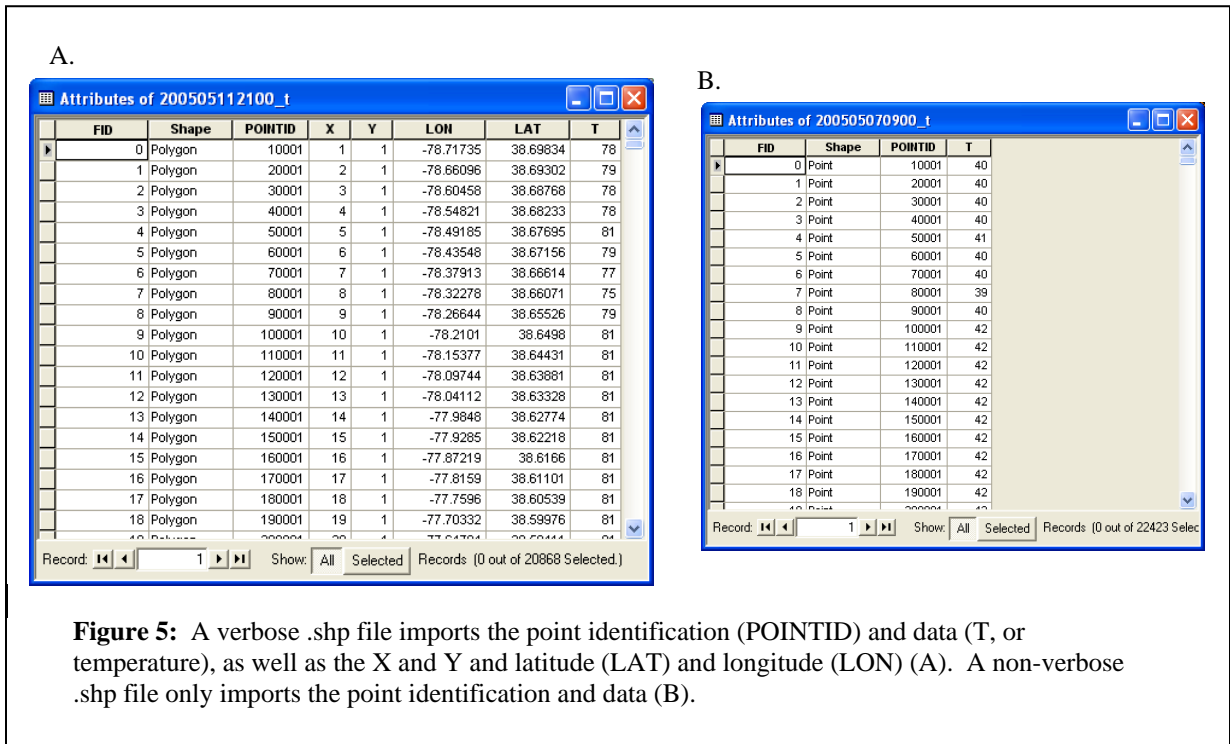 A.
Attributes of 200505112100_t
FID Shape POINTID X Y LON LAT T
0 Polygon 10001 1 1 -78.71735 38.69834 78
1 Polygon 20001 2 1 -78.66096 38.69302 79
2 Polygon 30001 3 1 -78.60458 38.68768 78
3 Polygon 40001 4 1 -78.54821 38.68233 78
4 Polygon 50001 5 1 -78.49185 38.67695 81
5 Polygon 60001 6 1 -78.43548 38.67156 79
6 Polygon 70001 7 1 -78.37913 38.66614 77
7 Polygon 80001 8 1 -78.32278 38.66071 75
8 Polygon 90001 9 1 -78.26644 38.65526 79
9 Polygon 100001 10 1 -78.2101 38.6498 81
10 Polygon 110001 11 1 -78.15377 38.64431 81
11 Polygon 120001 12 1 -78.09744 38.63881 81
12 Polygon 130001 13 1 -78.04112 38.63328 81
13 Polygon 140001 14 1 -77.9848 38.62774 81
14 Polygon 150001 15 1 -77.9285 38.62218 81
15 Polygon 160001 16 1 -77.87219 38.6166 81
16 Polygon 170001 17 1 -77.8159 38.61101 81
17 Polygon 180001 18 1 -77.7596 38.60539 81
18 Polygon 190001 19 1 -77.70332 38.59976 81
Record: 1 Show: All Selected Records (0 out of 20868 Selected.)
B.
Attributes of 200505070900_t
FID Shape POINTID T
0 Point 10001 40
1 Point 20001 40
2 Point 30001 40
3 Point 40001 40
4 Point 50001 41
5 Point 60001 40
6 Point 70001 40
7 Point 80001 39
8 Point 90001 40
9 Point 100001 42
10 Point 110001 42
11 Point 120001 42
12 Point 130001 42
13 Point 140001 42
14 Point 150001 42
15 Point 160001 42
16 Point 170001 42
17 Point 180001 42
18 Point 190001 42
Record: 1 Show: All Selected Records (0 out of 22423 Selec
Figure 5: A verbose .shp file imports the point identification (POINTID) and data (T, or
temperature), as well as the X and Y and latitude (LAT) and longitude (LON) (A). A non-verbose
.shp file only imports the point identification and data (B).